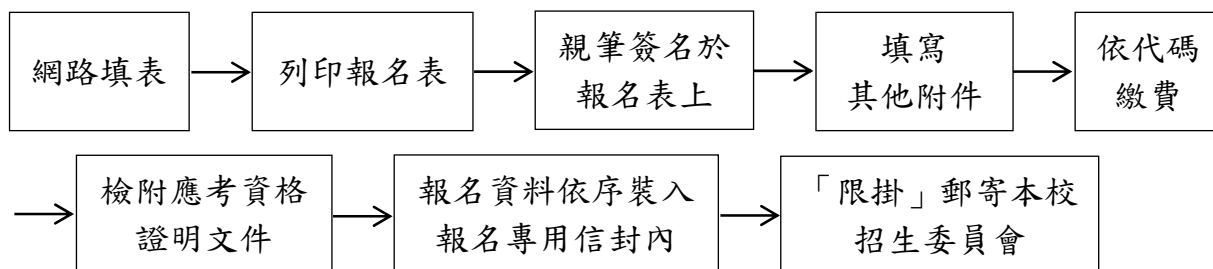 網路填表
列印報名表
親筆簽名於
報名表上
填寫
其他附件
依代碼
繳費
檢附應考資格
證明文件
報名資料依序裝入
報名專用信封內
「限掛」郵寄本校
招生委員會